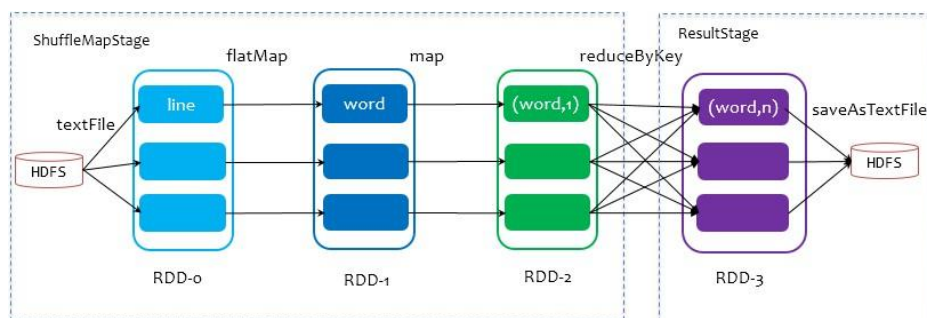 ShuffleMapStage
ResultStage
flatMap
map
reduceByKey
line
word
(word,1)
(word,n)
textFile
saveAsTextFile
HDFS
HDFS
RDD-0
RDD-1
RDD-2
RDD-3